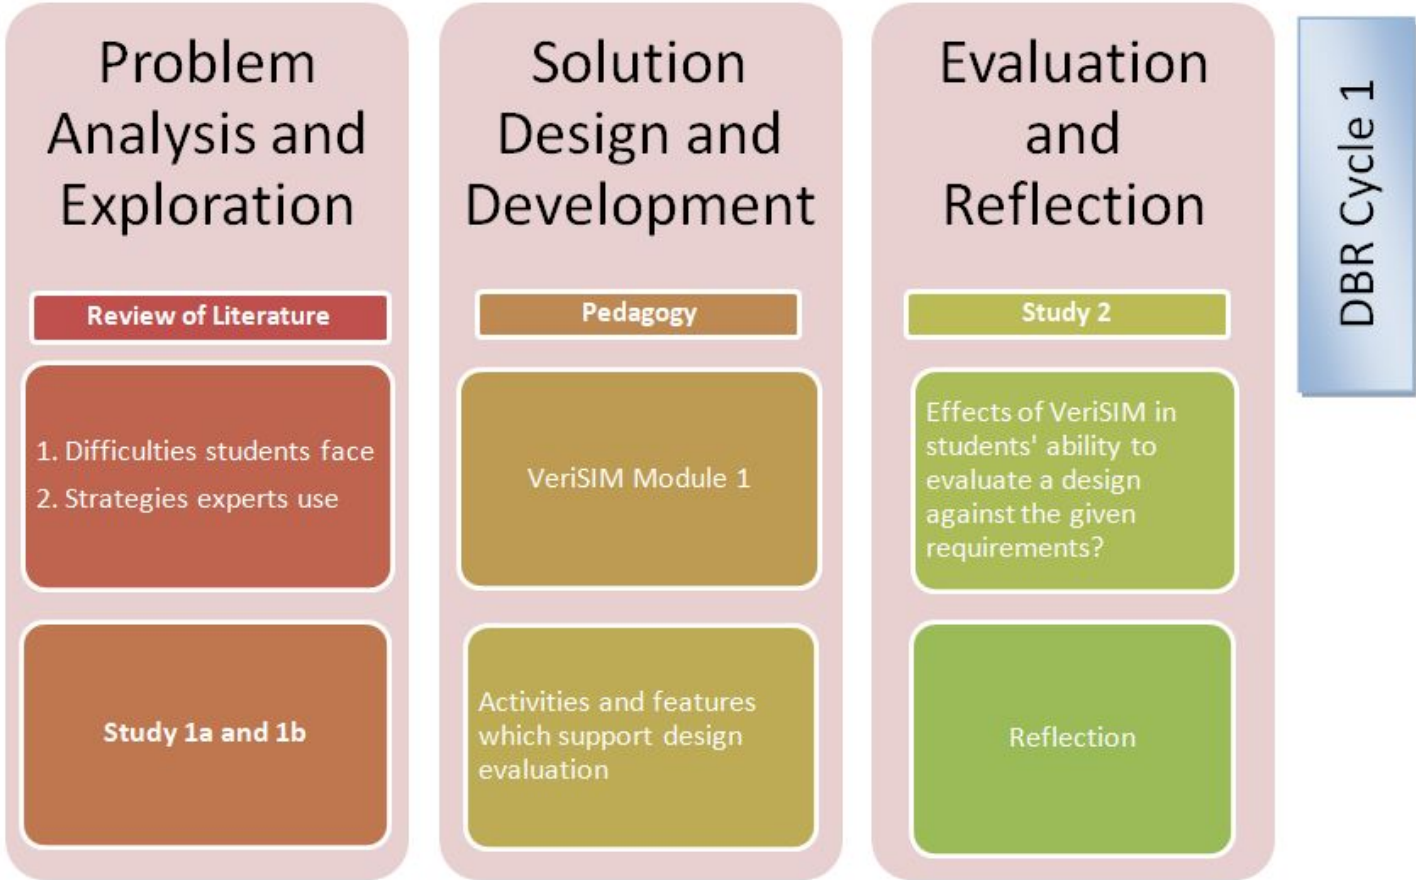 Problem
Analysis and
Exploration
Review of Literature
1. Difficulties students face
2. Strategies experts use
Study 1a and 1b
Solution
Design and
Development
Pedagogy
VeriSIM Module 1
Activities and features
which support design
evaluation
Evaluation
and
Reflection
Study 2
Effects of VeriSIM in
students' ability to
evaluate a design
against the given
requirements?
Reflection
DBR Cycle 1